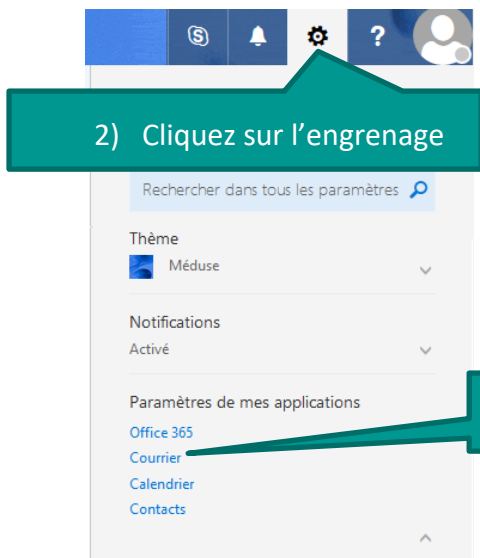 ?
2) Cliquez sur l’engrenage
Rechercher dans tous les paramètres
Thème
Méduse
Notifications
Activé
Paramètres de mes applications
Office 365
Courrier
Calendrier
Contacts